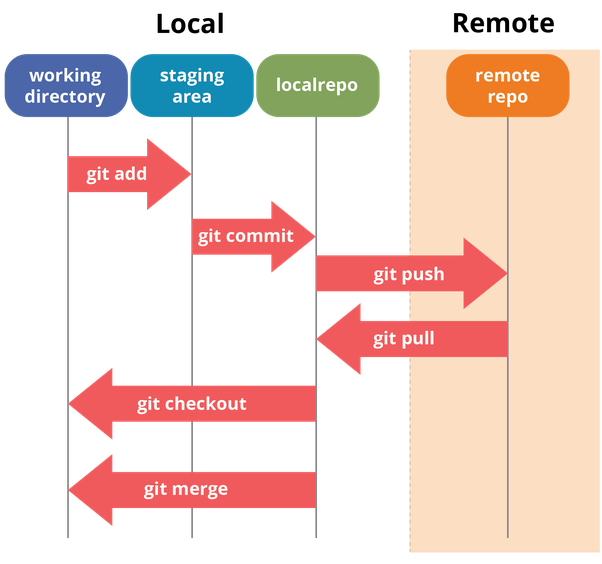 Local
Remote
working
directory
staging
area
localrepo
remote
repo
git add
git commit
git push
git pull
git checkout
git merge